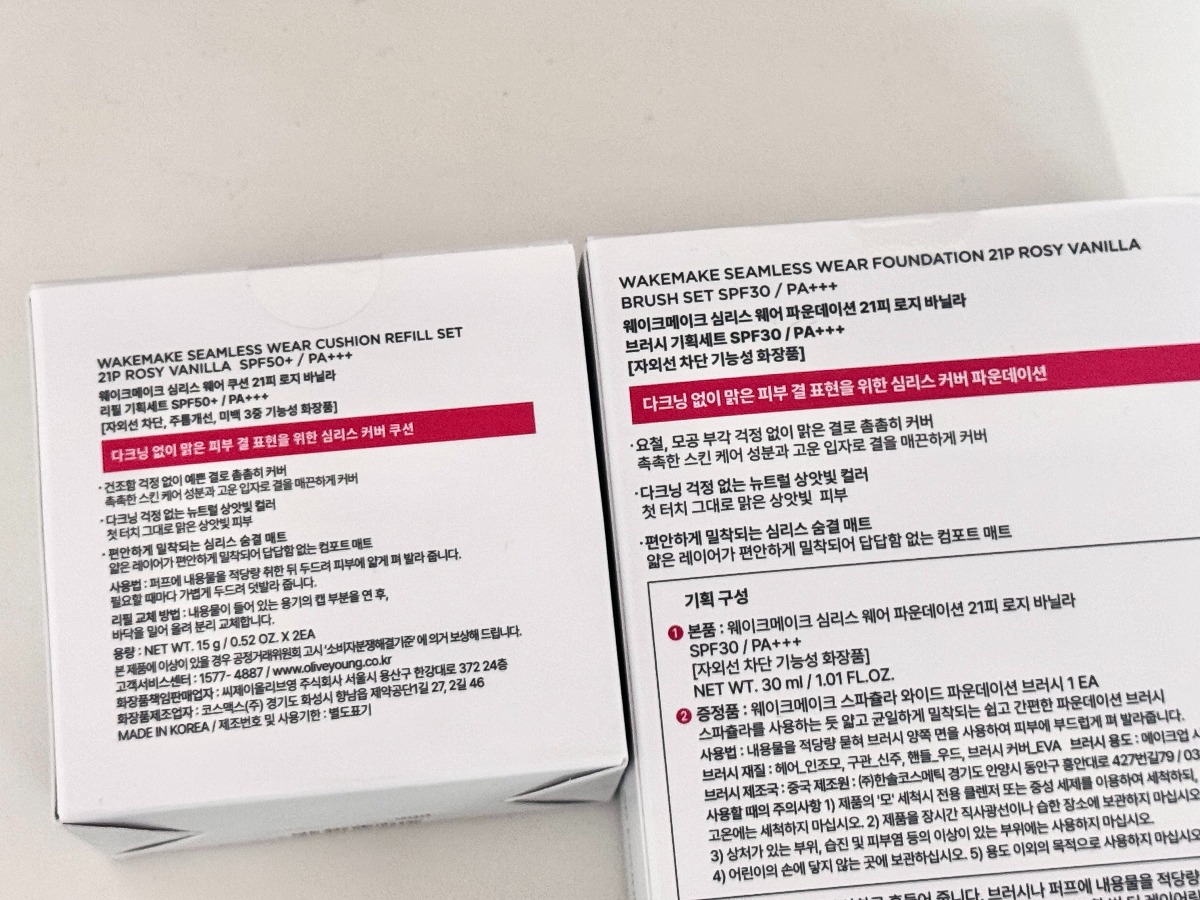 WAKEMAKE SEAMLESS WEAR CUSHION REFILL SET
21P ROSY VANILLA SPF50+ / PA+++
웨이크메이크 심리스 웨어 쿠션 21피 로지 바닐라
리필 기획세트 SPF50+ / PA+++
[자외선 차단, 주름개선, 미백 3중 기능성 화장품]
다크닝 없이 맑은 피부 결 표현을 위한 심리스 커버 쿠션
· 건조함 걱정 없이 예쁜 결로 촘촘히 커버
촉촉한 스킨 케어 성분과 고운 입자로 결을 매끈하게 커버
· 다크닝 걱정 없는 뉴트럴 상앗빛 컬러
첫 터치 그대로 맑은 상앗빛 피부
· 편안하게 밀착되는 심리스 숨결 매트
얇은 레이어가 편안하게 밀착되어 답답함 없는 컴포트 매트
사용법 : 퍼프에 내용물을 적당량 취한 뒤 두드려 피부에 얇게 펴 발라 줍니다.
필요할 때마다 가볍게 두드려 덧발라 줍니다.
리필 교체 방법 : 내용물이 들어 있는 용기의 캡 부분을 연 후,
바닥을 밀어 올려 분리 교체합니다.
용량 : NET WT. 15 g / 0.52 OZ. X 2EA
본 제품에 이상이 있을 경우 공정거래위원회 고시 '소비자분쟁해결기준' 에 의거 보상해 드립니다.
고객서비스센터 : 1577- 4887 / www.oliveyoung.co.kr
화장품책임판매업자 : 씨제이올리브영 주식회사 서울시 용산구 한강대로 372 24층
화장품제조업자 : 코스맥스(주) 경기도 화성시 향남읍 제약공단1길 27, 2길 46
MADE IN KOREA / 제조번호 및 사용기한 : 별도표기
WAKEMAKE SEAMLESS WEAR FOUNDATION 21P ROSY VANILLA
BRUSH SET SPF30 / PA+++
웨이크메이크 심리스 웨어 파운데이션 21피 로지 바닐라
브러시 기획세트 SPF30 / PA+++
[자외선 차단 기능성 화장품]
다크닝 없이 맑은 피부 결 표현을 위한 심리스 커버 파운데이션
· 요철, 모공 부각 걱정 없이 맑은 결로 촘촘히 커버
촉촉한 스킨 케어 성분과 고운 입자로 결을 매끈하게 커버
· 다크닝 걱정 없는 뉴트럴 상앗빛 컬러
첫 터치 그대로 맑은 상앗빛 피부
· 편안하게 밀착되는 심리스 숨결 매트
얇은 레이어가 편안하게 밀착되어 답답함 없는 컴포트 매트
기획 구성
1 본품 : 웨이크메이크 심리스 웨어 파운데이션 21피 로지 바닐라
SPF30 / PA+++
[자외선 차단 기능성 화장품]
NET WT. 30 ml / 1.01 FL.OZ.
2 증정품 : 웨이크메이크 스파츌라 와이드 파운데이션 브러시 1 EA
스파츌라를 사용하는 듯 얇고 균일하게 밀착되는 쉽고 간편한 파운데이션 브러시
사용법 : 내용물을 적당량 묻혀 브러시 양쪽 면을 사용하여 피부에 부드럽게 펴 발라줍니다.
브러시 재질 : 헤어_인조모, 구관_신주, 핸들_우드, 브러시 커버_EVA 브러시 용도 : 메이크업
브러시 제조국 : 중국 제조원 : ㈜한솔코스메틱 경기도 안양시 동안구 흥안대로 427번길79 / 03
사용할 때의 주의사항 1) 제품의 '모' 세척시 전용 클렌저 또는 중성 세제를 이용하여 세척하되,
고온에는 세척하지 마십시오. 2) 제품을 장시간 직사광선이나 습한 장소에 보관하지 마십시오
3) 상처가 있는 부위, 습진 및 피부염 등의 이상이 있는 부위에는 사용하지 마십시오.
4) 어린이의 손에 닿지 않는 곳에 보관하십시오. 5) 용도 이외의 목적으로 사용하지 마십시오
흔들어 줍니다. 브러시나 퍼프에 내용물을 적당량